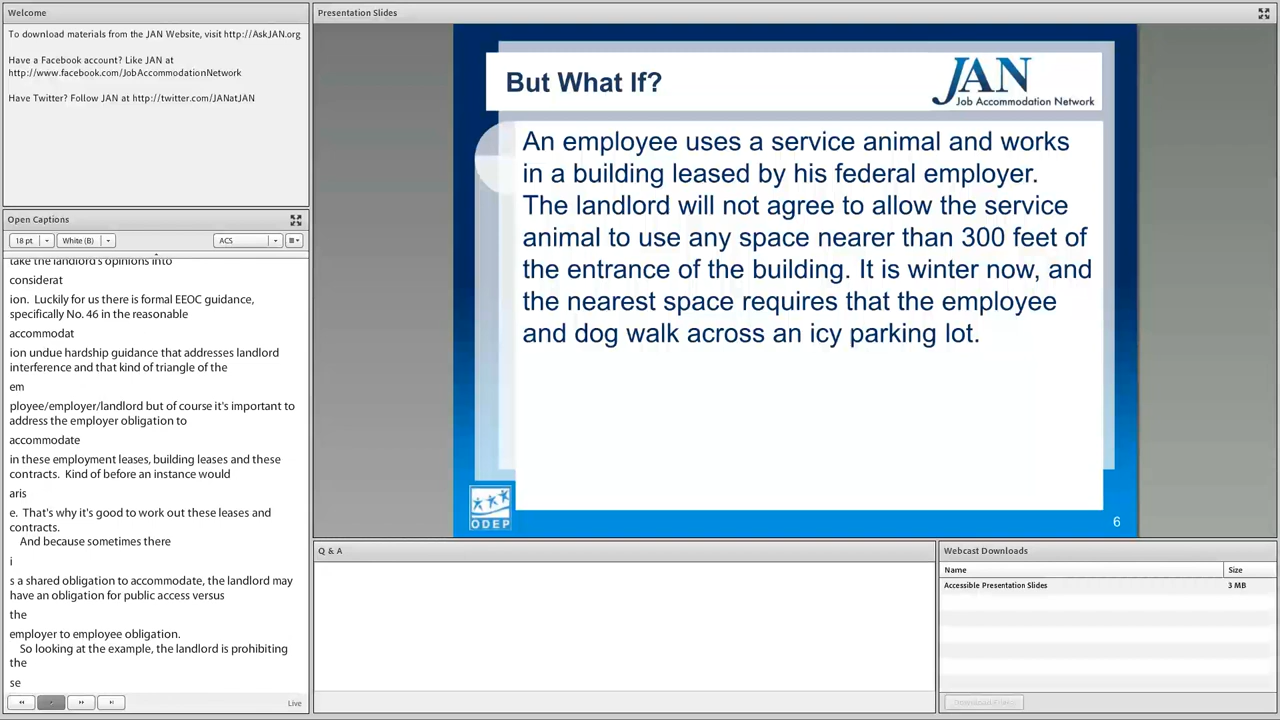 Welcome
To download materials from the JAN Website, visit http://AskJAN.org
Have a Facebook account? Like JAN at
http://www.facebook.com/JobAccommodationNetwork
Have Twitter? Follow JAN at http://twitter.com/JANatJAN
Open Captions
18 pt
White (B)
ACS
take the landlord's opinions into
considerat
ion. Luckily for us there is formal EEOC guidance,
specifically No. 46 in the reasonable
accommodat
ion undue hardship guidance that addresses landlord
interference and that kind of triangle of the
em
ployee/employer/landlord but of course it's important to
address the employer obligation to
accommodate
in these employment leases, building leases and these
contracts. Kind of before an instance would
aris
e. That's why it's good to work out these leases and
contracts.
And because sometimes there
i
s a shared obligation to accommodate, the landlord may
have an obligation for public access versus
the
employer to employee obligation.
So looking at the example, the landlord is prohibiting
the
se
Live
Presentation Slides
But What If?
JAN
Job Accommodation Network
An employee uses a service animal and works
in a building leased by his federal employer.
The landlord will not agree to allow the service
animal to use any space nearer than 300 feet of
the entrance of the building. It is winter now, and
the nearest space requires that the employee
and dog walk across an icy parking lot.
ODEP
6
Q & A
Webcast Downloads
Name
Size
Accessible Presentation Slides
3 MB